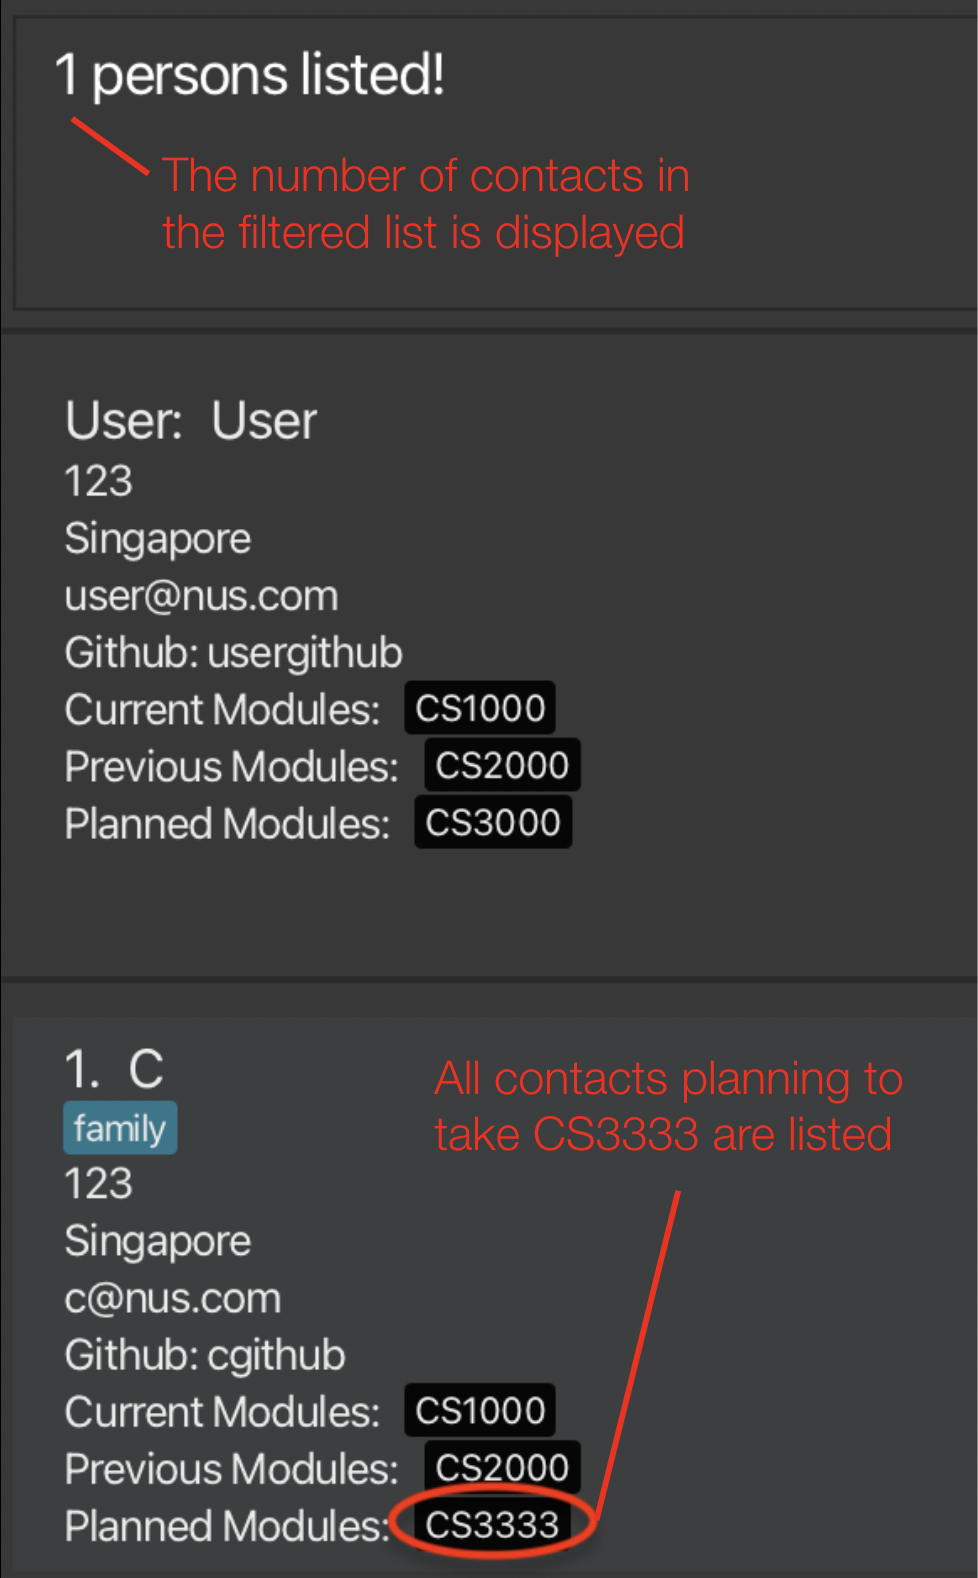 1 persons listed!
The number of contacts in
the filtered list is displayed
User: User
123
Singapore
user@nus.com
Github: usergithub
Current Modules: CS1000
Previous Modules: CS2000
Planned Modules: CS3000
1. C
family
All contacts planning to
take CS3333 are listed
123
Singapore
c@nus.com
Github: cgithub
Current Modules: CS1000
Previous Modules: CS2000
Planned Modules: CS3333